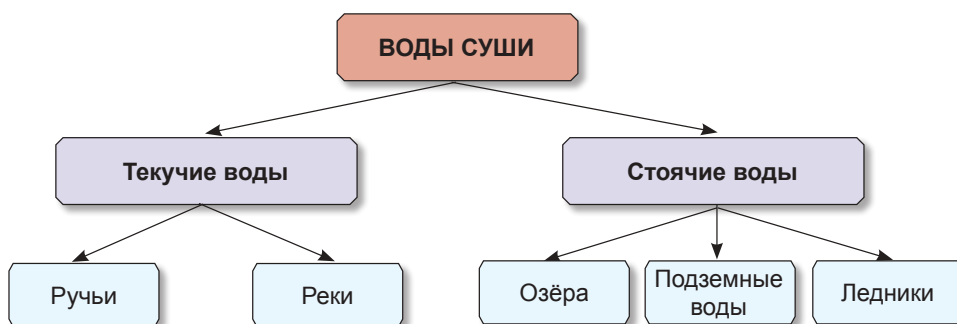 ВОДЫ СУШИ
Текучие воды
Стоячие воды
Ручьи
Реки
Озёра
Подземные
воды
Ледники